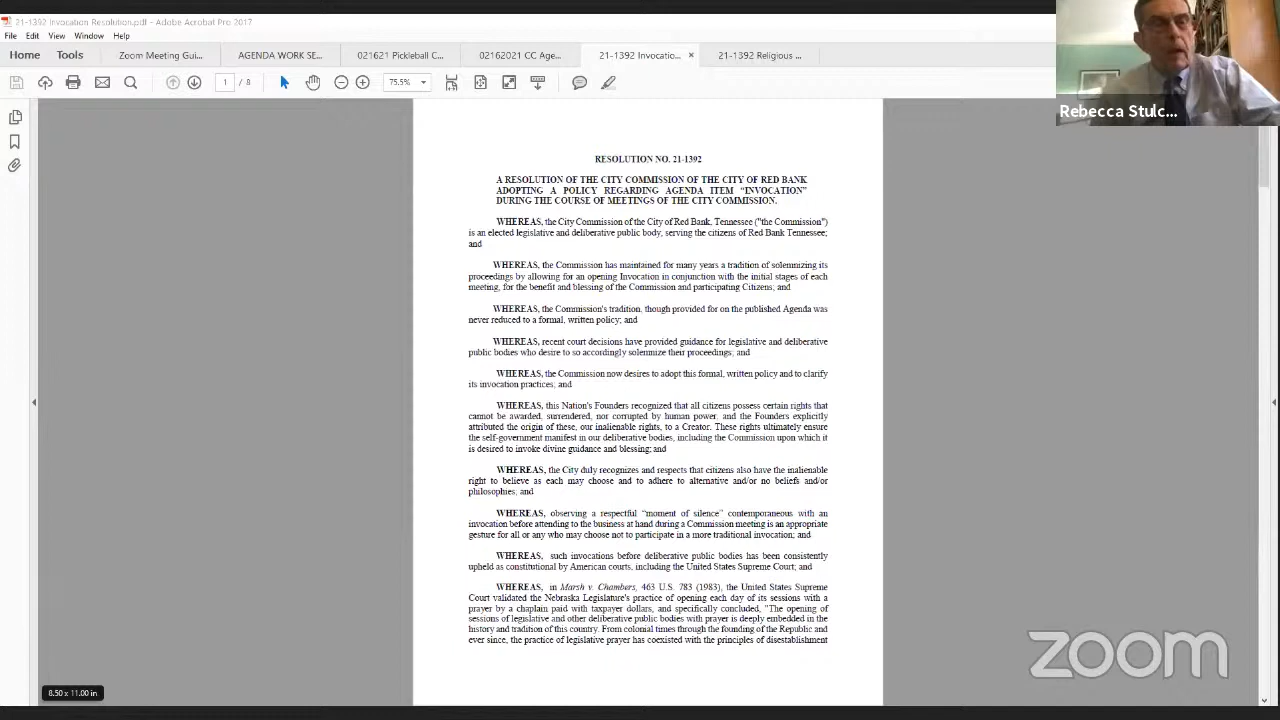 21-1392 Invocation Resolution.pdf - Adobe Acrobat Pro 2017
File Edit View Window Help
Home Tools Zoom Meeting Gui... AGENDA WORK SE... 021621 Pickleball C... 02162021 CC Age... 21-1392 Invocatio... × 21-1392 Religious ...
1 / 8 75.5%
Rebecca Stulc...
RESOLUTION NO. 21-1392
A RESOLUTION OF THE CITY COMMISSION OF THE CITY OF RED BANK
ADOPTING A POLICY REGARDING AGENDA ITEM “INVOCATION”
DURING THE COURSE OF MEETINGS OF THE CITY COMMISSION.
WHEREAS, the City Commission of the City of Red Bank, Tennessee ("the Commission")
is an elected legislative and deliberative public body, serving the citizens of Red Bank Tennessee;
and
WHEREAS, the Commission has maintained for many years a tradition of solemnizing its
proceedings by allowing for an opening Invocation in conjunction with the initial stages of each
meeting, for the benefit and blessing of the Commission and participating Citizens; and
WHEREAS, the Commission's tradition, though provided for on the published Agenda was
never reduced to a formal, written policy; and
WHEREAS, recent court decisions have provided guidance for legislative and deliberative
public bodies who desire to so accordingly solemnize their proceedings; and
WHEREAS, the Commission now desires to adopt this formal, written policy and to clarify
its invocation practices; and
WHEREAS, this Nation's Founders recognized that all citizens possess certain rights that
cannot be awarded, surrendered, nor corrupted by human power, and the Founders explicitly
attributed the origin of these, our inalienable rights, to a Creator. These rights ultimately ensure
the self-government manifest in our deliberative bodies, including the Commission upon which it
is desired to invoke divine guidance and blessing; and
WHEREAS, the City duly recognizes and respects that citizens also have the inalienable
right to believe as each may choose and to adhere to alternative and/or no beliefs and/or
philosophies; and
WHEREAS, observing a respectful “moment of silence” contemporaneous with an
invocation before attending to the business at hand during a Commission meeting is an appropriate
gesture for all or any who may choose not to participate in a more traditional invocation; and
WHEREAS, such invocations before deliberative public bodies has been consistently
upheld as constitutional by American courts, including the United States Supreme Court; and
WHEREAS, in Marsh v. Chambers, 463 U.S. 783 (1983), the United States Supreme
Court validated the Nebraska Legislature's practice of opening each day of its sessions with a
prayer by a chaplain paid with taxpayer dollars, and specifically concluded, "The opening of
sessions of legislative and other deliberative public bodies with prayer is deeply embedded in the
history and tradition of this country. From colonial times through the founding of the Republic and
ever since, the practice of legislative prayer has coexisted with the principles of disestablishment
zoom
8.50 x 11.00 in